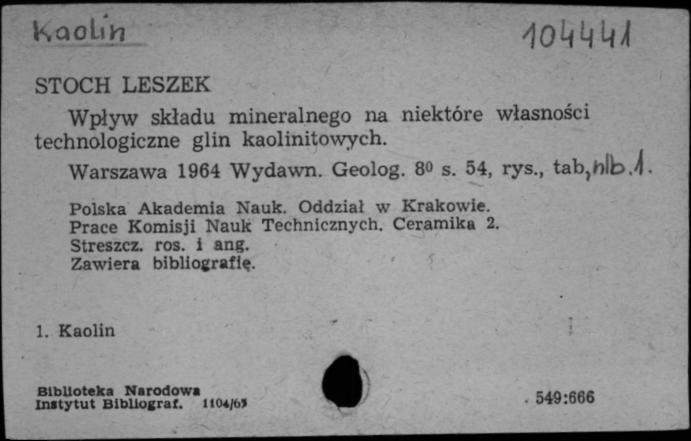 Kaolin 104441
STOCH LESZEK
Wpływ składu mineralnego na niektóre własności
technologiczne glin kaolinitowych.
Warszawa 1964 Wydawn. Geolog. 8⁰ s. 54, rys., tab, nlb. 1.
Polska Akademia Nauk. Oddział w Krakowie.
Prace Komisji Nauk Technicznych. Ceramika 2.
Streszcz. ros. i ang.
Zawiera bibliografię.
1. Kaolin
Biblioteka Narodowa
Instytut Bibliograf. 1104/65 549:666